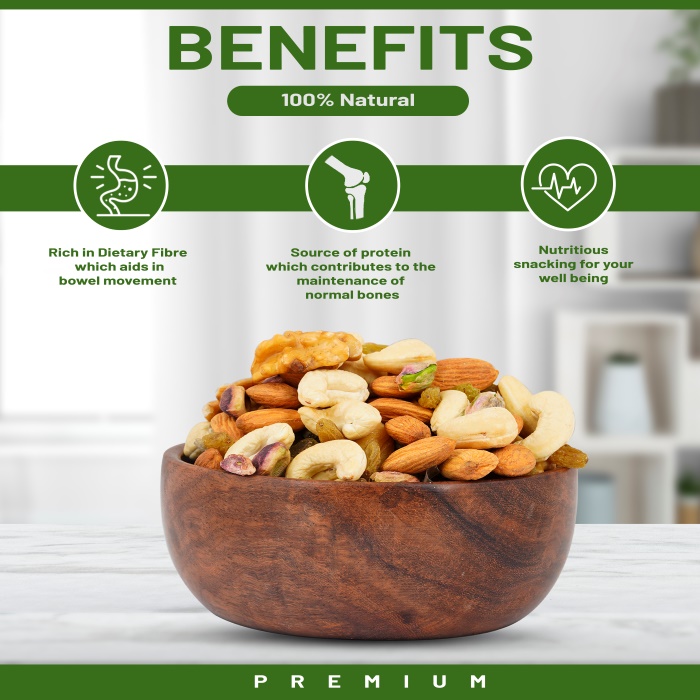 BENEFITS
100% Natural
Rich in Dietary Fibre
which aids in
bowel movement
Source of protein
which contributes to the
maintenance of
normal bones
Nutritious
snacking for your
well being
PREMIUM